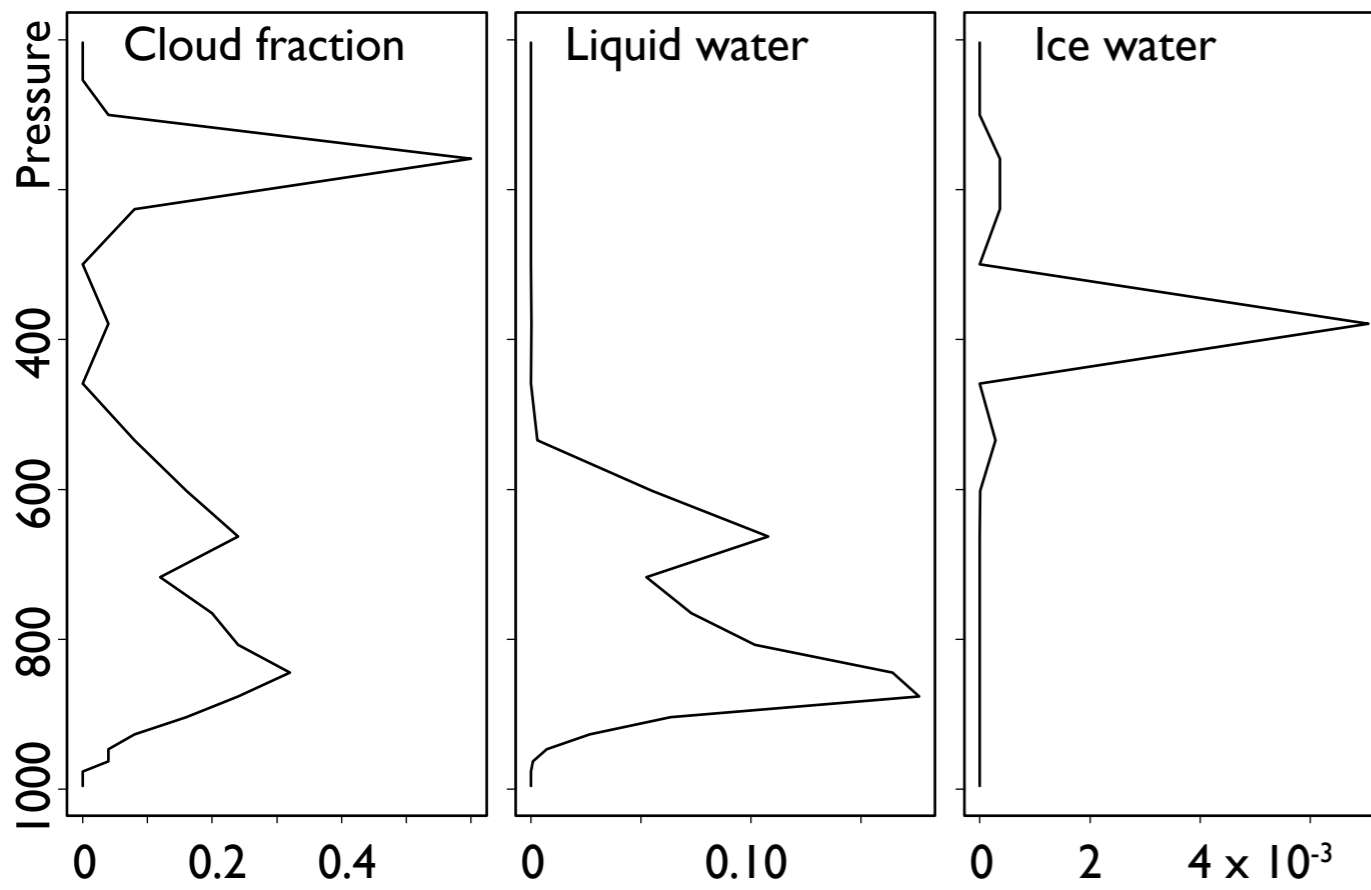 Cloud fraction
Liquid water
Ice water
Pressure
400
600
800
1000
0 0.2 0.4
0 0.10
0 2 4 x 10⁻³